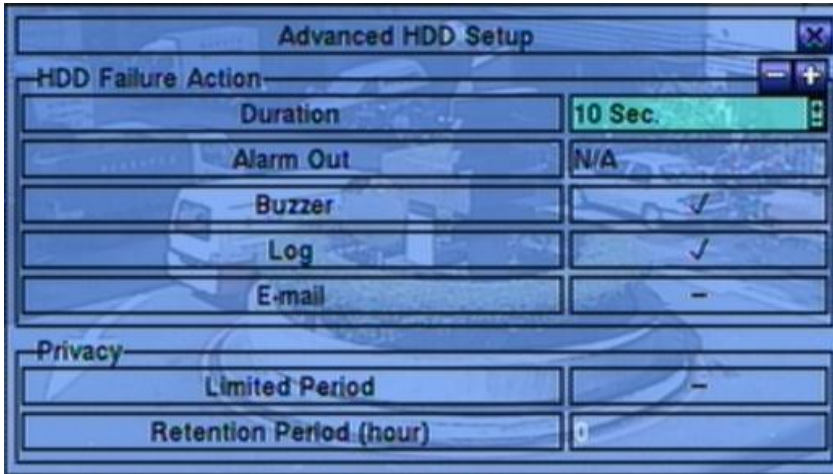 Advanced HDD Setup
HDD Failure Action
Duration 10 Sec.
Alarm Out N/A
Buzzer ✓
Log ✓
E-mail –
Privacy
Limited Period –
Retention Period (hour)